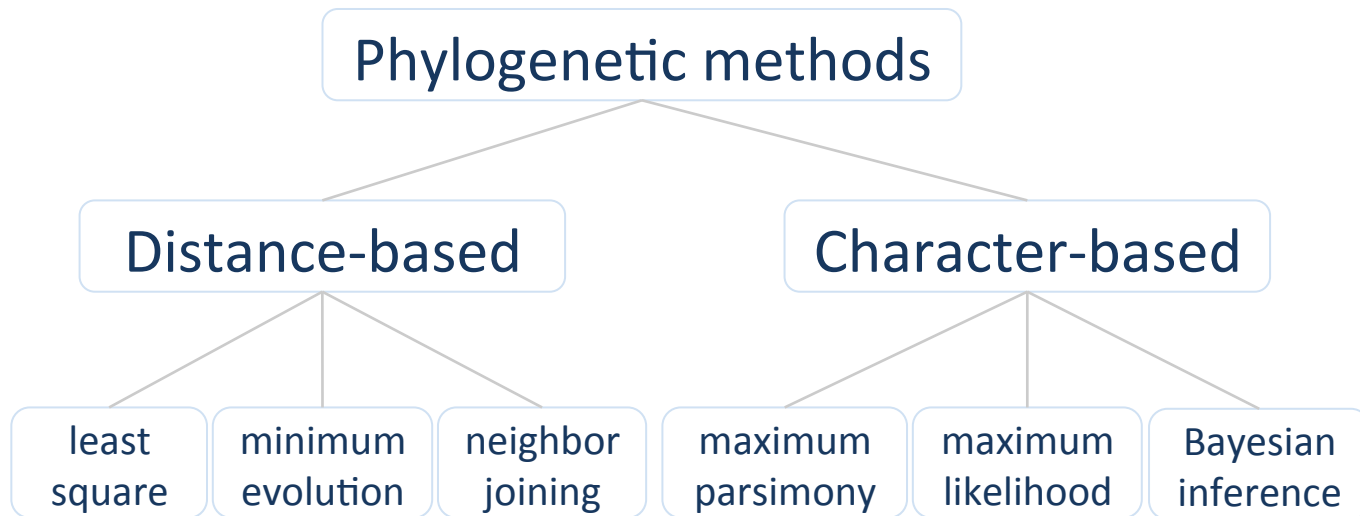 Phylogenetic methods
Distance-based
Character-based
least
square
minimum
evolution
neighbor
joining
maximum
parsimony
maximum
likelihood
Bayesian
inference